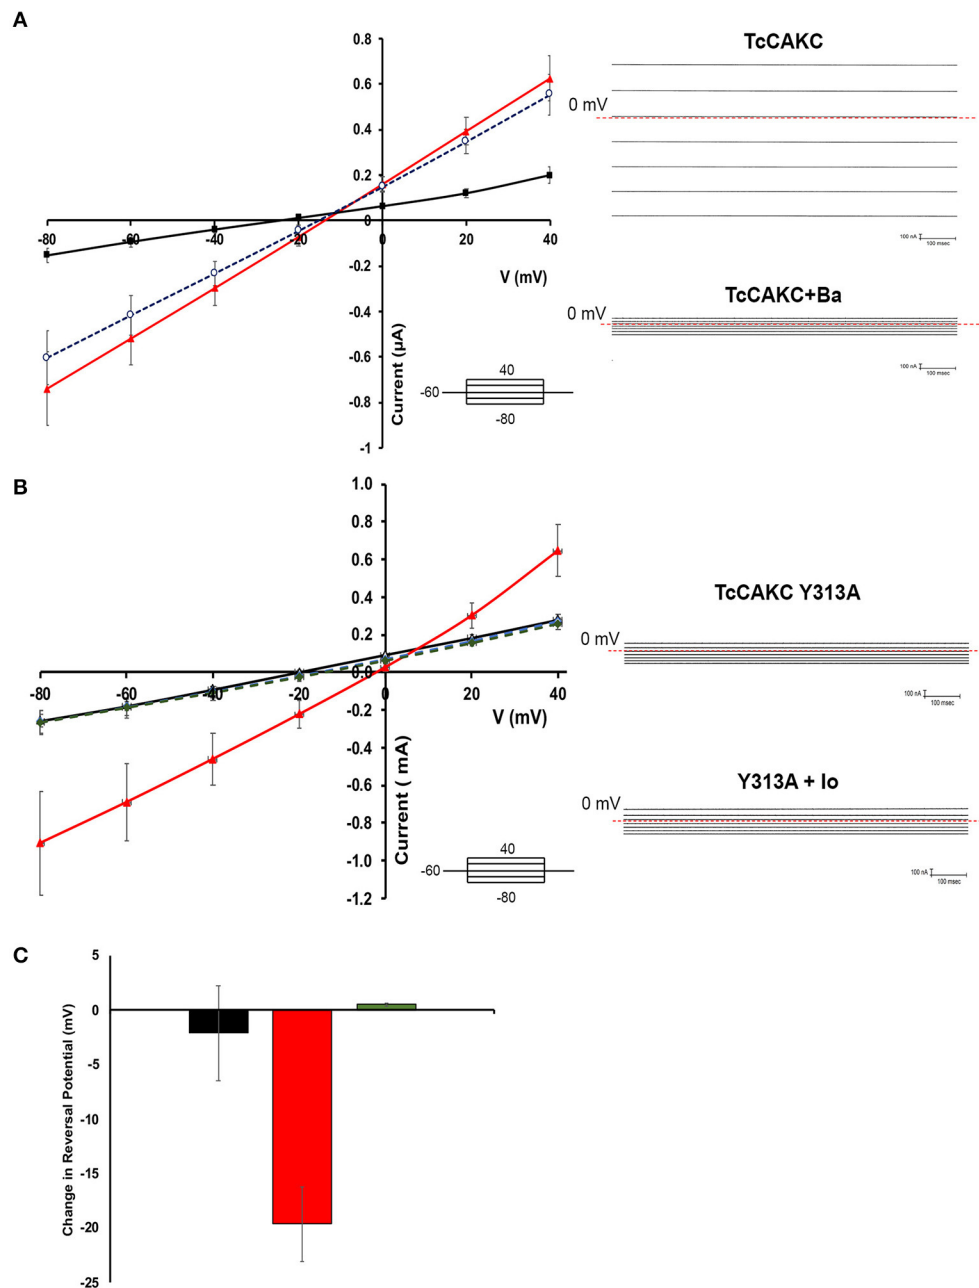 A
0.8
0.6
0.4
0.2
0
-0.2
-0.4
-0.6
-0.8
-1
-80
-60
-40
-20
0
20
40
V (mV)
Current (µA)
40
-60
-80
TcCAKC
0 mV
100 nA
100 msec
TcCAKC+Ba
0 mV
100 nA
100 msec
B
1.0
0.8
0.6
0.4
0.2
0.0
-0.2
-0.4
-0.6
-0.8
-1.0
-1.2
-80
-60
-40
-20
0
20
40
V (mV)
Current ( mA)
40
-60
-80
TcCAKC Y313A
0 mV
100 nA
100 msec
Y313A + Io
0 mV
100 nA
100 msec
C
5
0
-5
-10
-15
-20
-25
Change in Reversal Potential (mV)